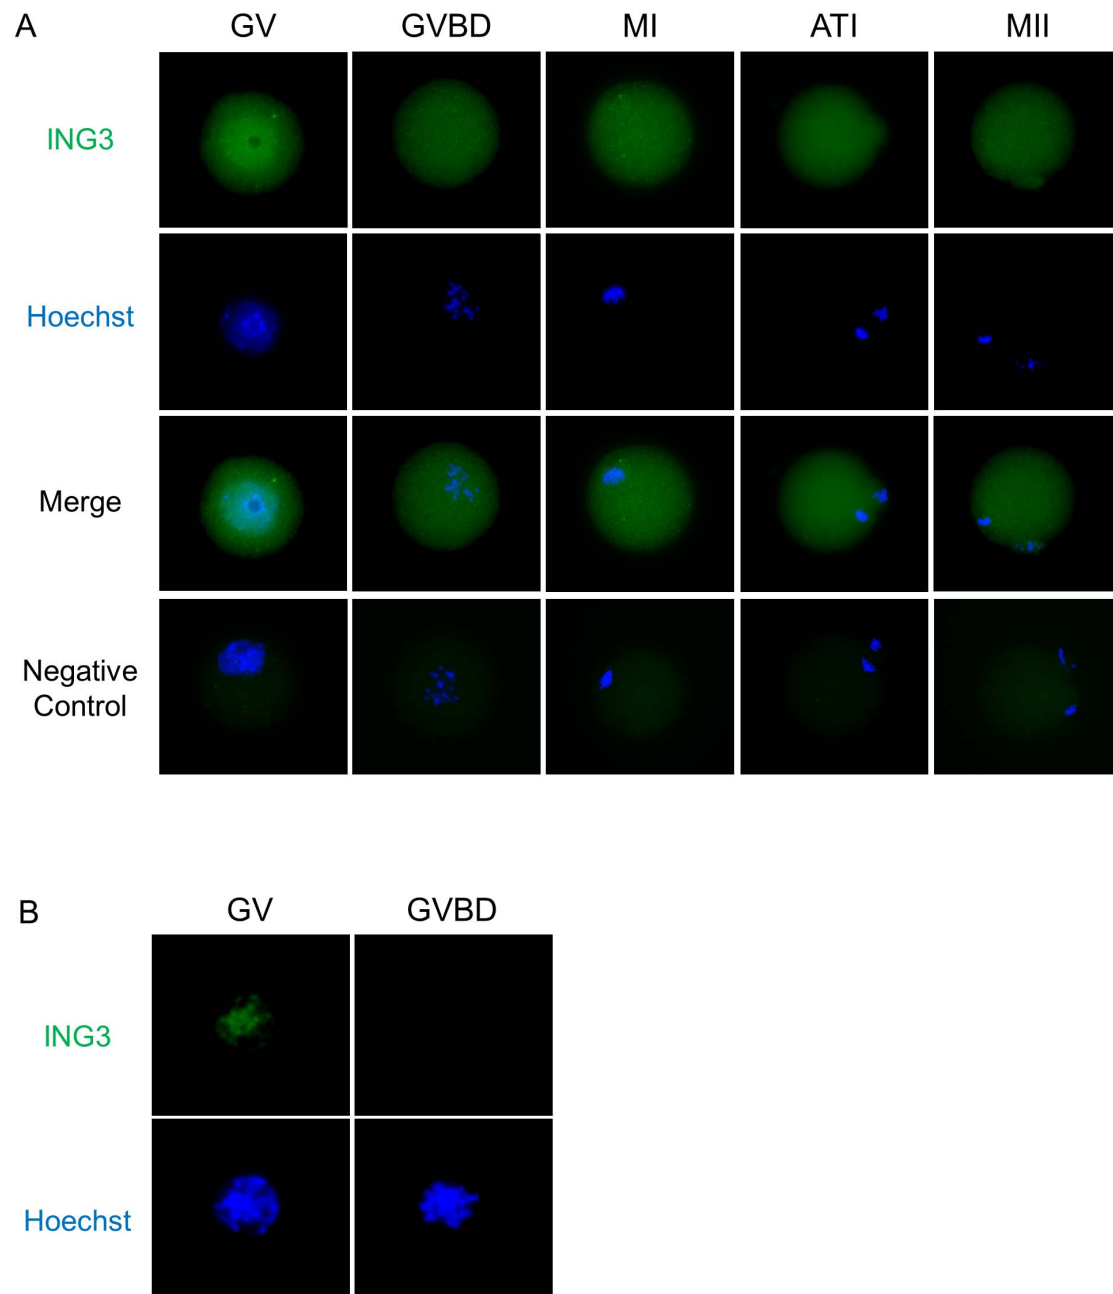 A
GV GVBD MI ATI MII
ING3
Hoechst
Merge
Negative
Control
B
GV GVBD
ING3
Hoechst